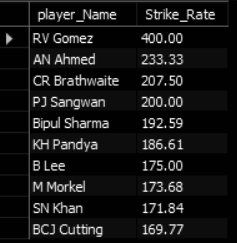 player_Name Strike_Rate
RV Gomez 400.00
AN Ahmed 233.33
CR Brathwaite 207.50
PJ Sangwan 200.00
Bipul Sharma 192.59
KH Pandya 186.61
B Lee 175.00
M Morkel 173.68
SN Khan 171.84
BCJ Cutting 169.77